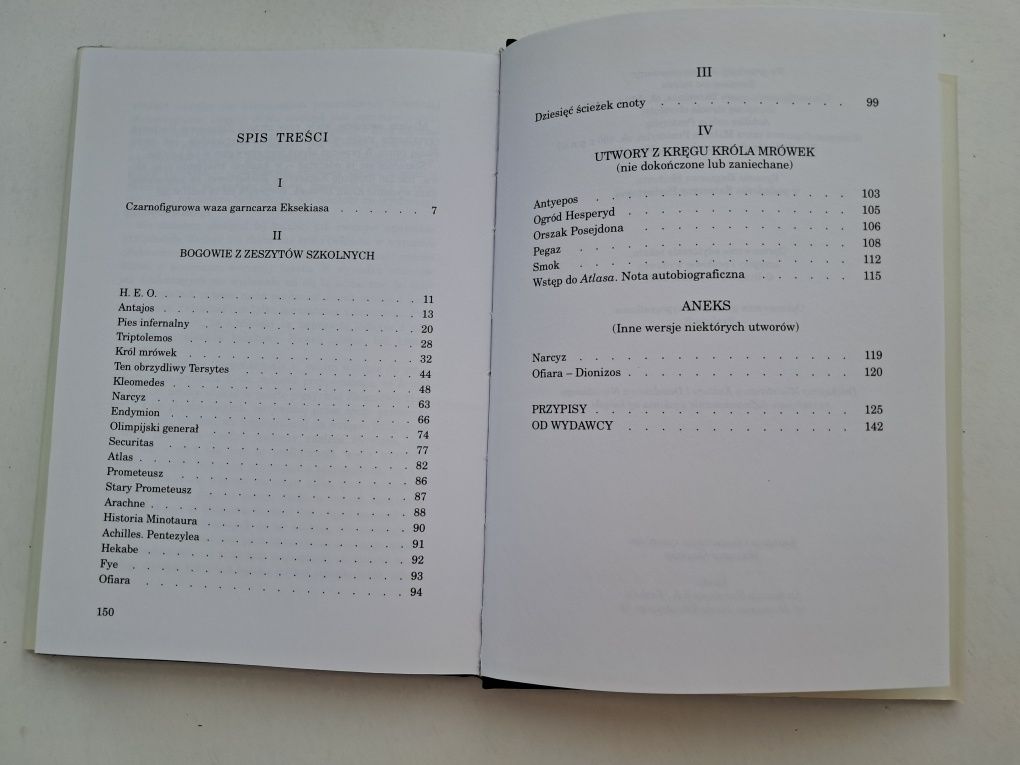 SPIS TREŚCI
I
Czarnofigurowa waza garncarza Eksekiasa . . . . . . 7
II
BOGOWIE Z ZESZYTÓW SZKOLNYCH
H. E. O. . . . . . . . . . . . . . . . . 11
Antajos . . . . . . . . . . . . . . . . 13
Pies infernalny . . . . . . . . . . . . . . 20
Triptolemos . . . . . . . . . . . . . . . 28
Król mrówek . . . . . . . . . . . . . . 32
Ten obrzydliwy Tersytes . . . . . . . . . . . 44
Kleomedes . . . . . . . . . . . . . . . 48
Narcyz . . . . . . . . . . . . . . . . 63
Endymion . . . . . . . . . . . . . . . 66
Olimpijski generał . . . . . . . . . . . . . 74
Securitas . . . . . . . . . . . . . . . 77
Atlas . . . . . . . . . . . . . . . . . 82
Prometeusz . . . . . . . . . . . . . . . 86
Stary Prometeusz . . . . . . . . . . . . . 87
Arachne . . . . . . . . . . . . . . . . 88
Historia Minotaura . . . . . . . . . . . . . 90
Achilles. Pentezylea . . . . . . . . . . . . 91
Hekabe . . . . . . . . . . . . . . . . 92
Fye . . . . . . . . . . . . . . . . . 93
Ofiara . . . . . . . . . . . . . . . . 94
150
III
Dziesięć ścieżek cnoty . . . . . . . . . . . . 99
IV
UTWORY Z KRĘGU KRÓLA MRÓWEK
(nie dokończone lub zaniechane)
Antyepos . . . . . . . . . . . . . . . 103
Ogród Hesperyd . . . . . . . . . . . . . 105
Orszak Posejdona . . . . . . . . . . . . . 106
Pegaz . . . . . . . . . . . . . . . . 108
Smok . . . . . . . . . . . . . . . . 112
Wstęp do Atlasa. Nota autobiograficzna . . . . . . 115
ANEKS
(Inne wersje niektórych utworów)
Narcyz . . . . . . . . . . . . . . . . 119
Ofiara – Dionizos . . . . . . . . . . . . . 120
PRZYPISY . . . . . . . . . . . . . . . 125
OD WYDAWCY . . . . . . . . . . . . . . 142